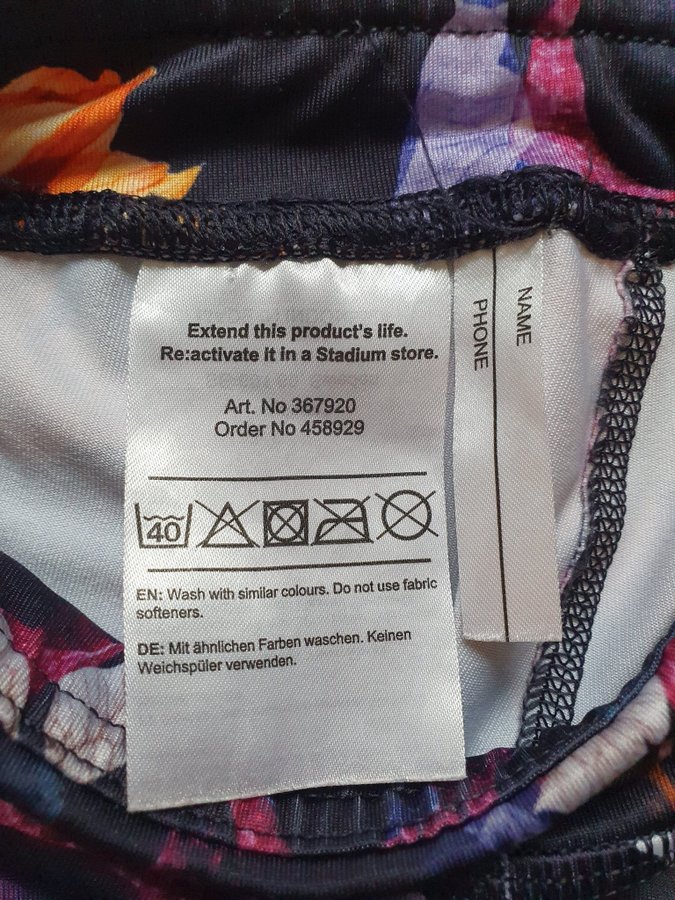 Extend this product's life.
Re:activate it in a Stadium store.
Art. No 367920
Order No 458929
40
EN: Wash with similar colours. Do not use fabric
softeners.
DE: Mit ähnlichen Farben waschen. Keinen
Weichspüler verwenden.
NAME
PHONE